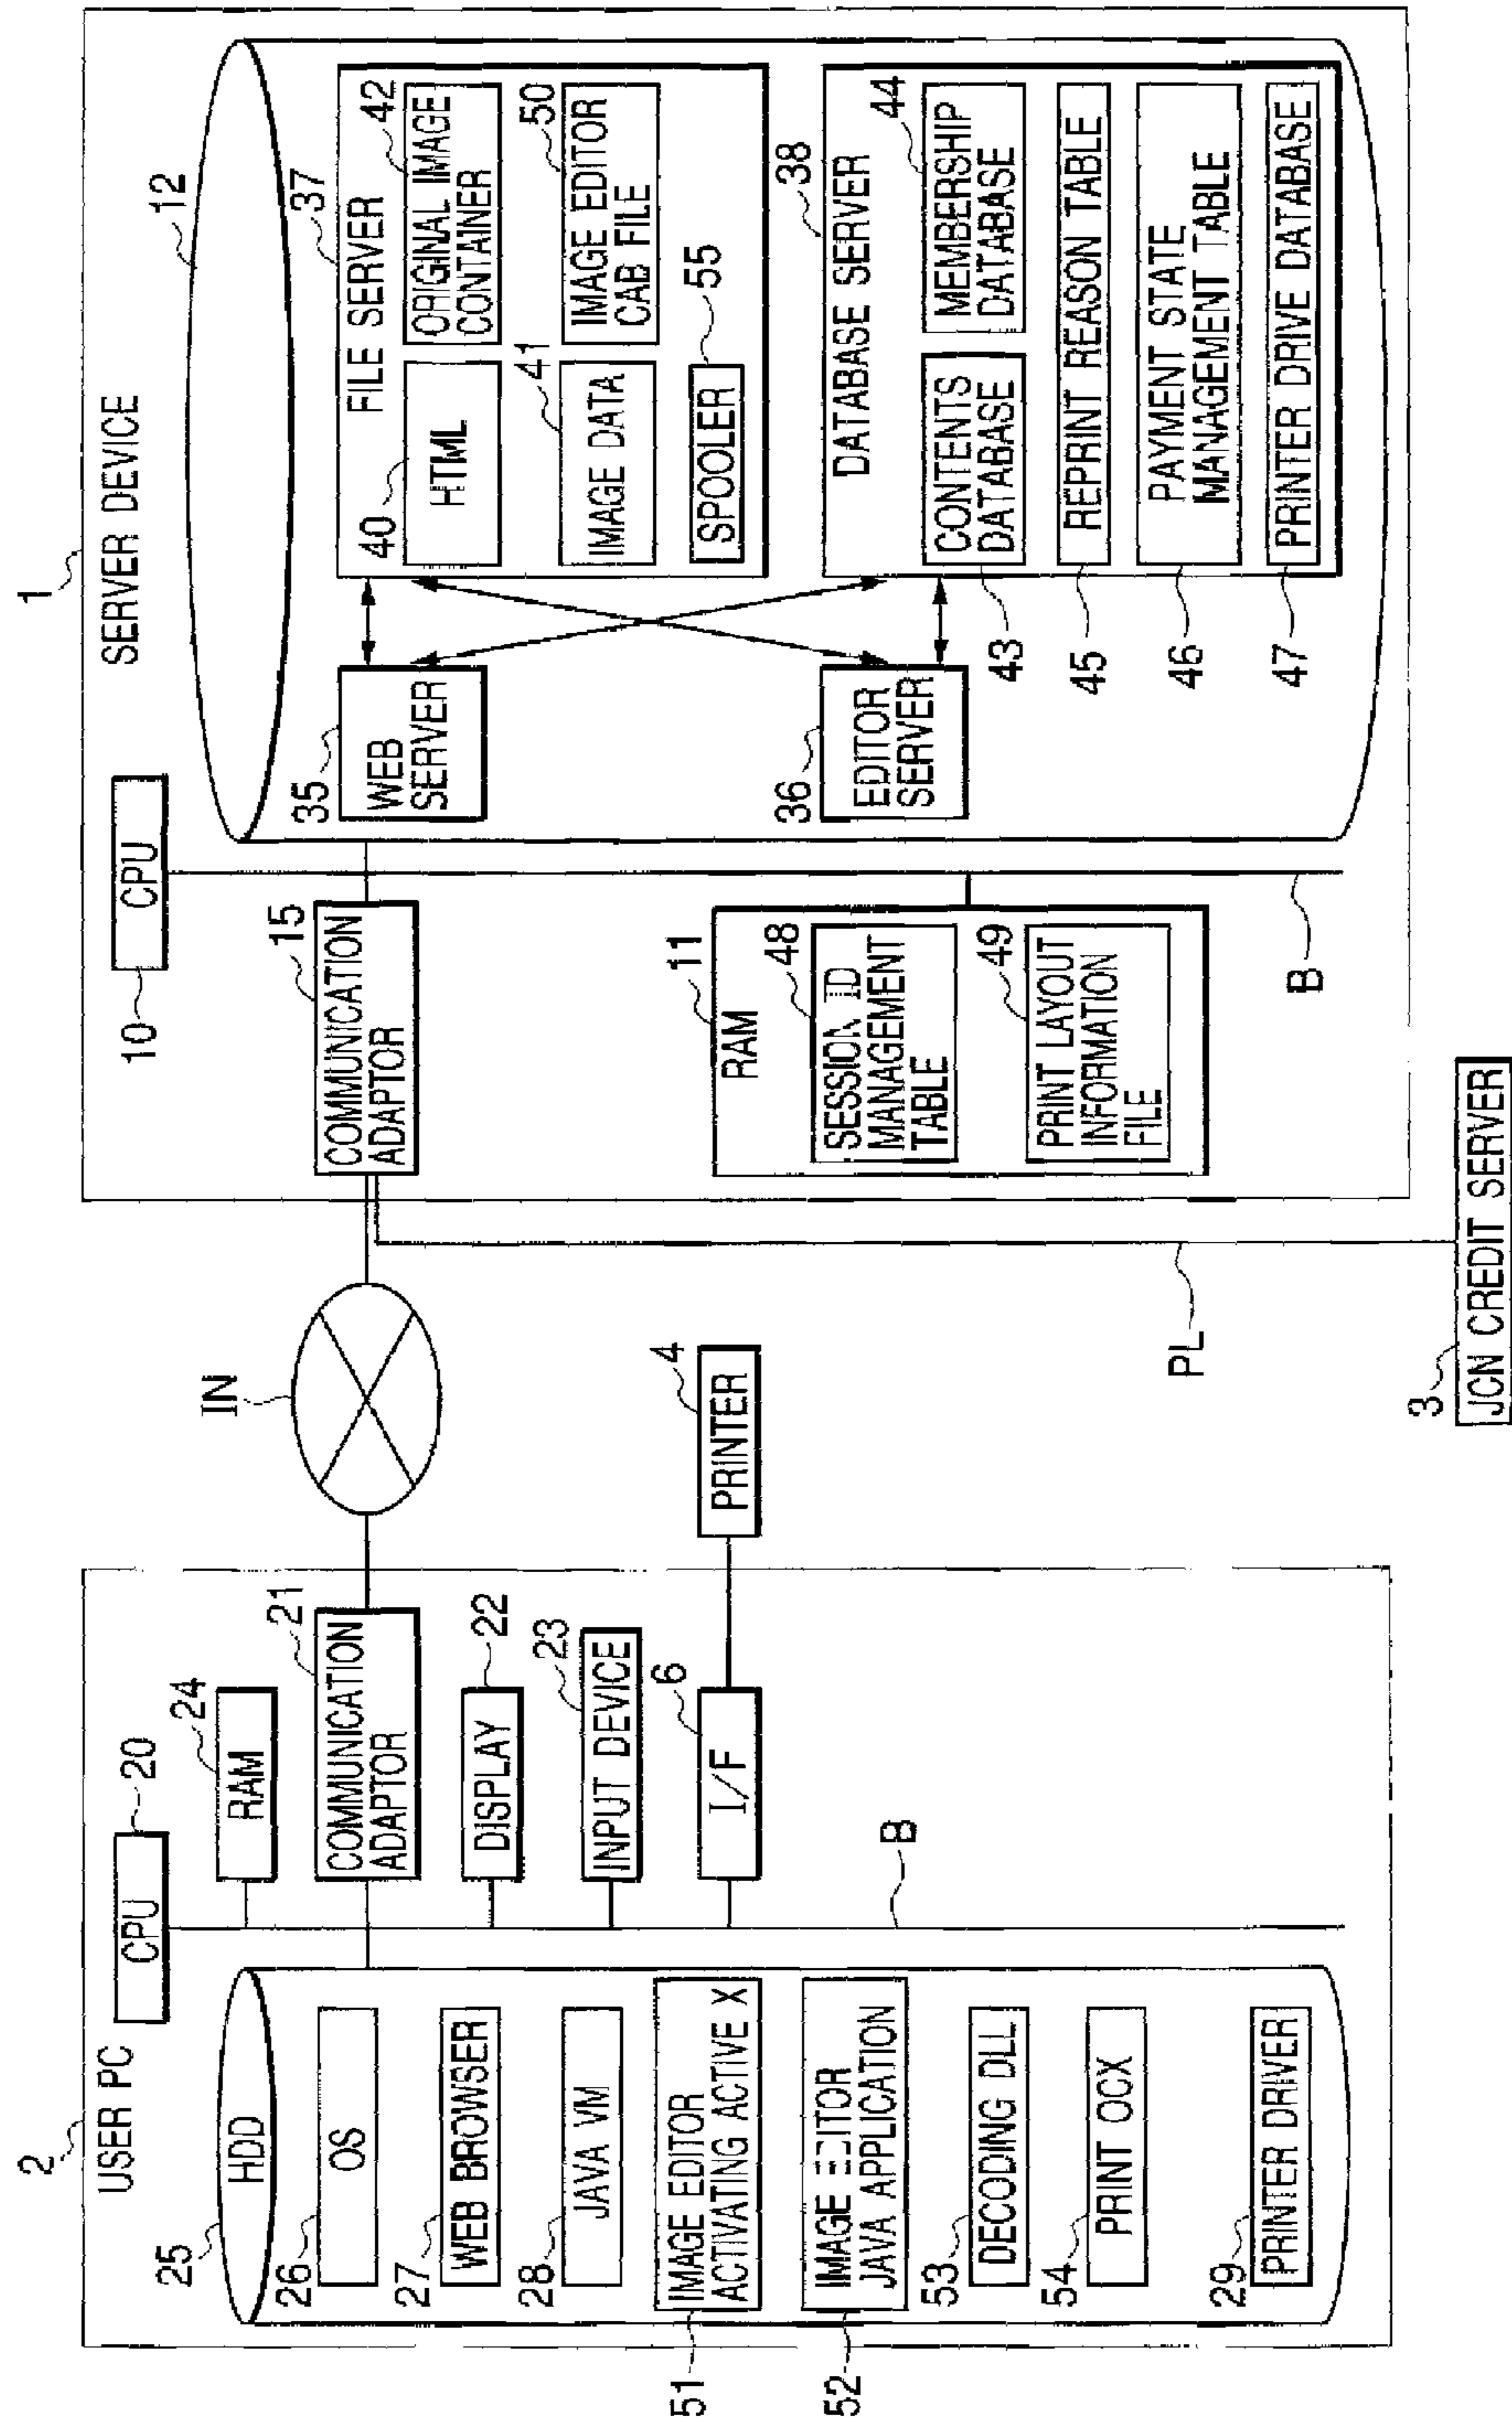 2
USER PC
CPU
20
25
HDD
26
OS
27
WEB BROWSER
28
JAVA VM
51
IMAGE EDITOR
ACTIVATING ACTIVE X
52
IMAGE EDITOR
JAVA APPLICATION
53
DECODING DLL
54
PRINT OCX
29
PRINTER DRIVER
24
RAM
21
COMMUNICATION
ADAPTOR
22
DISPLAY
23
INPUT DEVICE
6
I/F
B
4
PRINTER
IN
PL
3
JCN CREDIT SERVER
1
SERVER DEVICE
10
CPU
15
COMMUNICATION
ADAPTOR
11
RAM
48
SESSION ID
MANAGEMENT
TABLE
49
PRINT LAYOUT
INFORMATION
FILE
B
12
35
WEB
SERVER
36
EDITOR
SERVER
37
FILE SERVER
40
HTML
42
ORIGINAL IMAGE
CONTAINER
41
IMAGE DATA
50
IMAGE EDITOR
CAB FILE
55
SPOOLER
38
DATABASE SERVER
43
CONTENTS
DATABASE
44
MEMBERSHIP
DATABASE
45
REPRINT REASON TABLE
46
PAYMENT STATE
MANAGEMENT TABLE
47
PRINTER DRIVE DATABASE